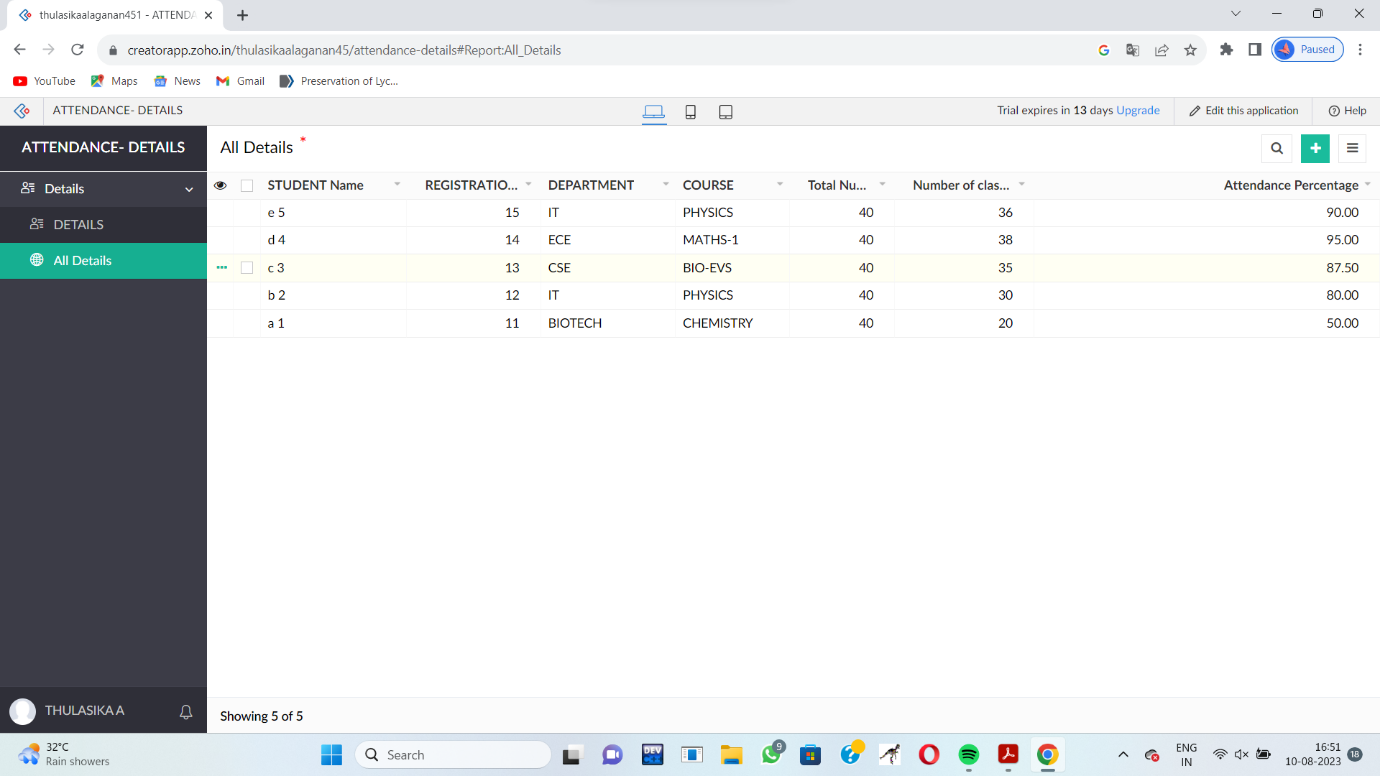 thulasikaalaganan451 - ATTENDA
creatorapp.zoho.in/thulasikaalaganan45/attendance-details#Report:All_Details
Paused
YouTube Maps News Gmail Preservation of Lyc...
ATTENDANCE- DETAILS
Trial expires in 13 days Upgrade
Edit this application
Help
ATTENDANCE- DETAILS
Details
DETAILS
All Details
All Details *
STUDENT Name REGISTRATIO... DEPARTMENT COURSE Total Nu... Number of clas... Attendance Percentage
e 5 15 IT PHYSICS 40 36 90.00
d 4 14 ECE MATHS-1 40 38 95.00
c 3 13 CSE BIO-EVS 40 35 87.50
b 2 12 IT PHYSICS 40 30 80.00
a 1 11 BIOTECH CHEMISTRY 40 20 50.00
Showing 5 of 5
THULASIKA A
32°C
Rain showers
Search
DEV
9
ENG
IN
16:51
10-08-2023
18